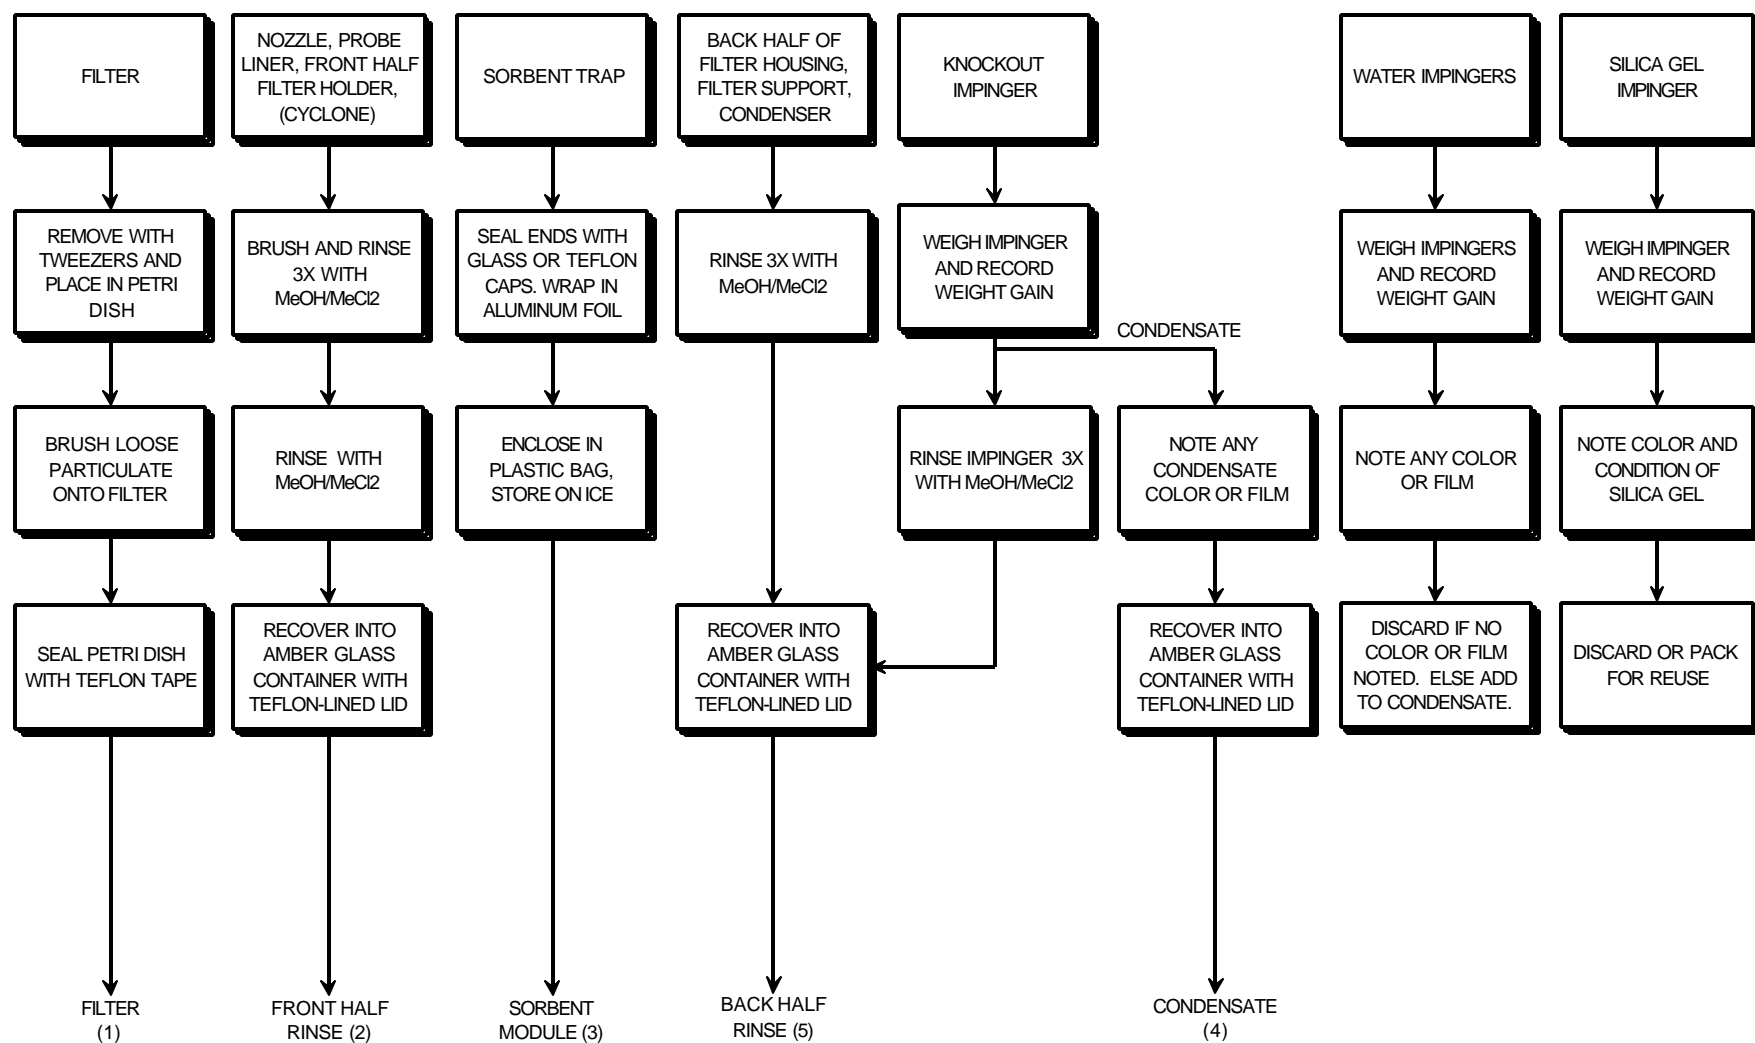 FILTER
NOZZLE, PROBE
LINER, FRONT HALF
FILTER HOLDER,
(CYCLONE)
SORBENT TRAP
BACK HALF OF
FILTER HOUSING,
FILTER SUPPORT,
CONDENSER
KNOCKOUT
IMPINGER
WATER IMPINGERS
SILICA GEL
IMPINGER
REMOVE WITH
TWEEZERS AND
PLACE IN PETRI
DISH
BRUSH AND RINSE
3X WITH
MeOH/MeCl2
SEAL ENDS WITH
GLASS OR TEFLON
CAPS. WRAP IN
ALUMINUM FOIL
RINSE 3X WITH
MeOH/MeCl2
WEIGH IMPINGER
AND RECORD
WEIGHT GAIN
WEIGH IMPINGERS
AND RECORD
WEIGHT GAIN
WEIGH IMPINGER
AND RECORD
WEIGHT GAIN
CONDENSATE
BRUSH LOOSE
PARTICULATE
ONTO FILTER
RINSE WITH
MeOH/MeCl2
ENCLOSE IN
PLASTIC BAG,
STORE ON ICE
RINSE IMPINGER 3X
WITH MeOH/MeCl2
NOTE ANY
CONDENSATE
COLOR OR FILM
NOTE ANY COLOR
OR FILM
NOTE COLOR AND
CONDITION OF
SILICA GEL
SEAL PETRI DISH
WITH TEFLON TAPE
RECOVER INTO
AMBER GLASS
CONTAINER WITH
TEFLON-LINED LID
RECOVER INTO
AMBER GLASS
CONTAINER WITH
TEFLON-LINED LID
RECOVER INTO
AMBER GLASS
CONTAINER WITH
TEFLON-LINED LID
DISCARD IF NO
COLOR OR FILM
NOTED. ELSE ADD
TO CONDENSATE.
DISCARD OR PACK
FOR REUSE
FILTER
(1)
FRONT HALF
RINSE (2)
SORBENT
MODULE (3)
BACK HALF
RINSE (5)
CONDENSATE
(4)